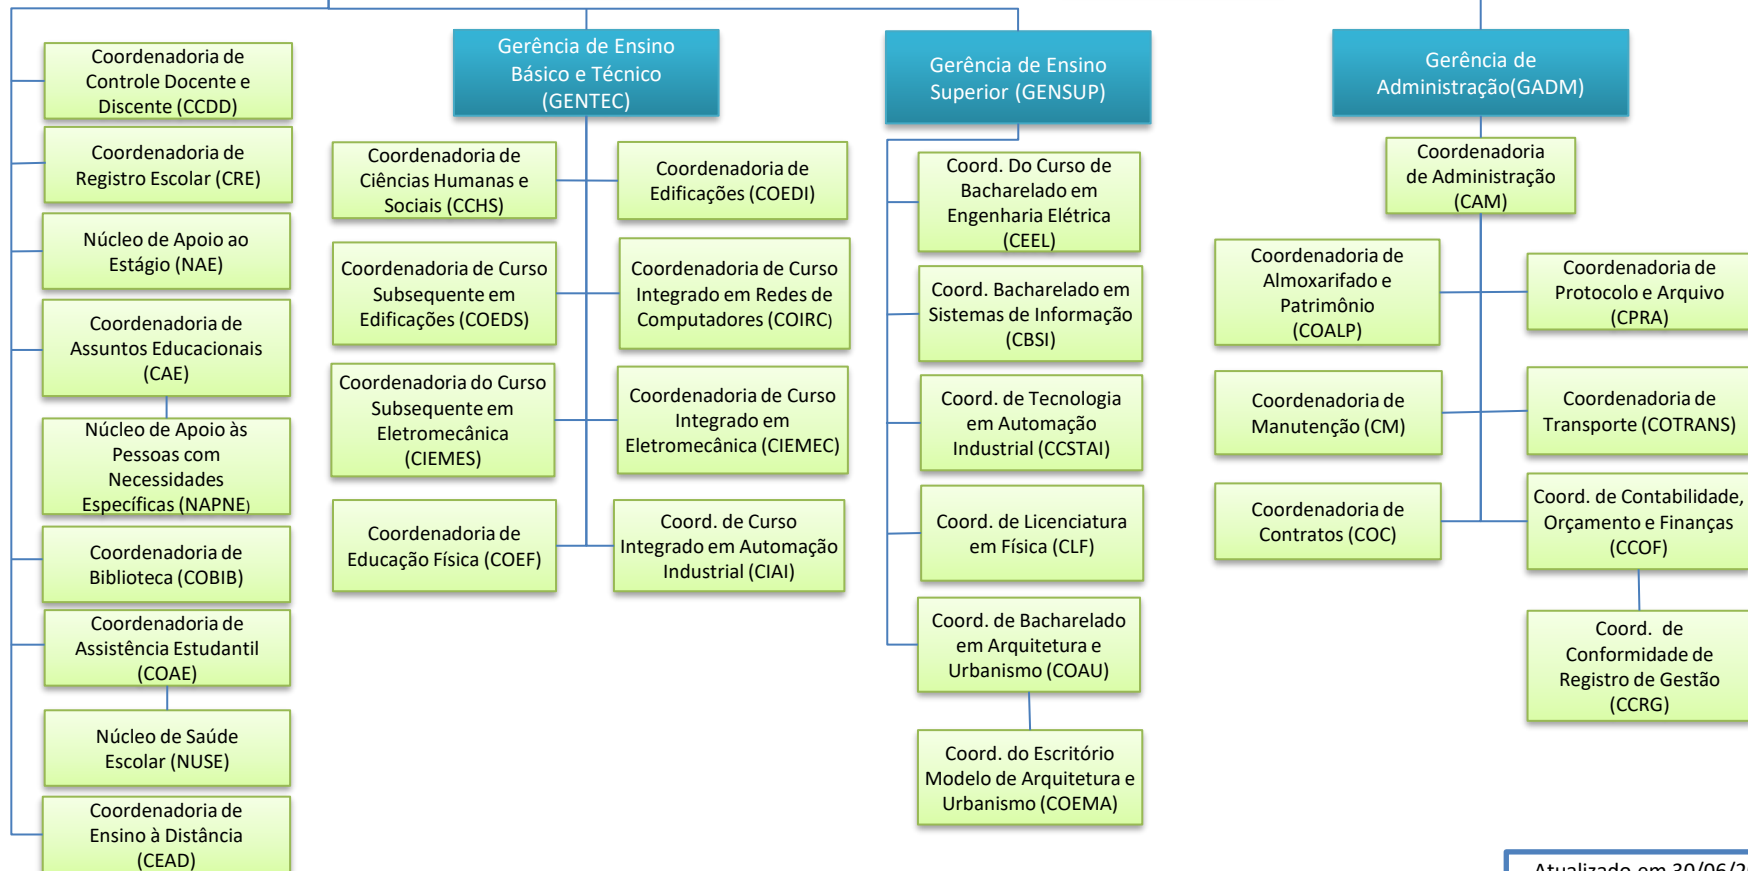 Coordenadoria de
Controle Docente e
Discente (CCDD)
Coordenadoria de
Registro Escolar (CRE)
Núcleo de Apoio ao
Estágio (NAE)
Coordenadoria de
Assuntos Educacionais
(CAE)
Núcleo de Apoio às
Pessoas com
Necessidades
Específicas (NAPNE)
Coordenadoria de
Biblioteca (COBIB)
Coordenadoria de
Assistência Estudantil
(COAE)
Núcleo de Saúde
Escolar (NUSE)
Coordenadoria de
Ensino à Distância
(CEAD)
Gerência de Ensino
Básico e Técnico
(GENTEC)
Coordenadoria de
Ciências Humanas e
Sociais (CCHS)
Coordenadoria de
Edificações (COEDI)
Coordenadoria de Curso
Subsequente em
Edificações (COEDS)
Coordenadoria de Curso
Integrado em Redes de
Computadores (COIRC)
Coordenadoria do Curso
Subsequente em
Eletromecânica
(CIEMES)
Coordenadoria de Curso
Integrado em
Eletromecânica (CIEMEC)
Coordenadoria de
Educação Física (COEF)
Coord. de Curso
Integrado em Automação
Industrial (CIAI)
Gerência de Ensino
Superior (GENSUP)
Coord. Do Curso de
Bacharelado em
Engenharia Elétrica
(CEEL)
Coord. Bacharelado em
Sistemas de Informação
(CBSI)
Coord. de Tecnologia
em Automação
Industrial (CCSTAI)
Coord. de Licenciatura
em Física (CLF)
Coord. de Bacharelado
em Arquitetura e
Urbanismo (COAU)
Coord. do Escritório
Modelo de Arquitetura e
Urbanismo (COEMA)
Gerência de
Administração(GADM)
Coordenadoria
de Administração
(CAM)
Coordenadoria de
Almoxarifado e
Patrimônio
(COALP)
Coordenadoria de
Protocolo e Arquivo
(CPRA)
Coordenadoria de
Manutenção (CM)
Coordenadoria de
Transporte (COTRANS)
Coordenadoria de
Contratos (COC)
Coord. de Contabilidade,
Orçamento e Finanças
(CCOF)
Coord. de
Conformidade de
Registro de Gestão
(CCRG)
Atualizado em